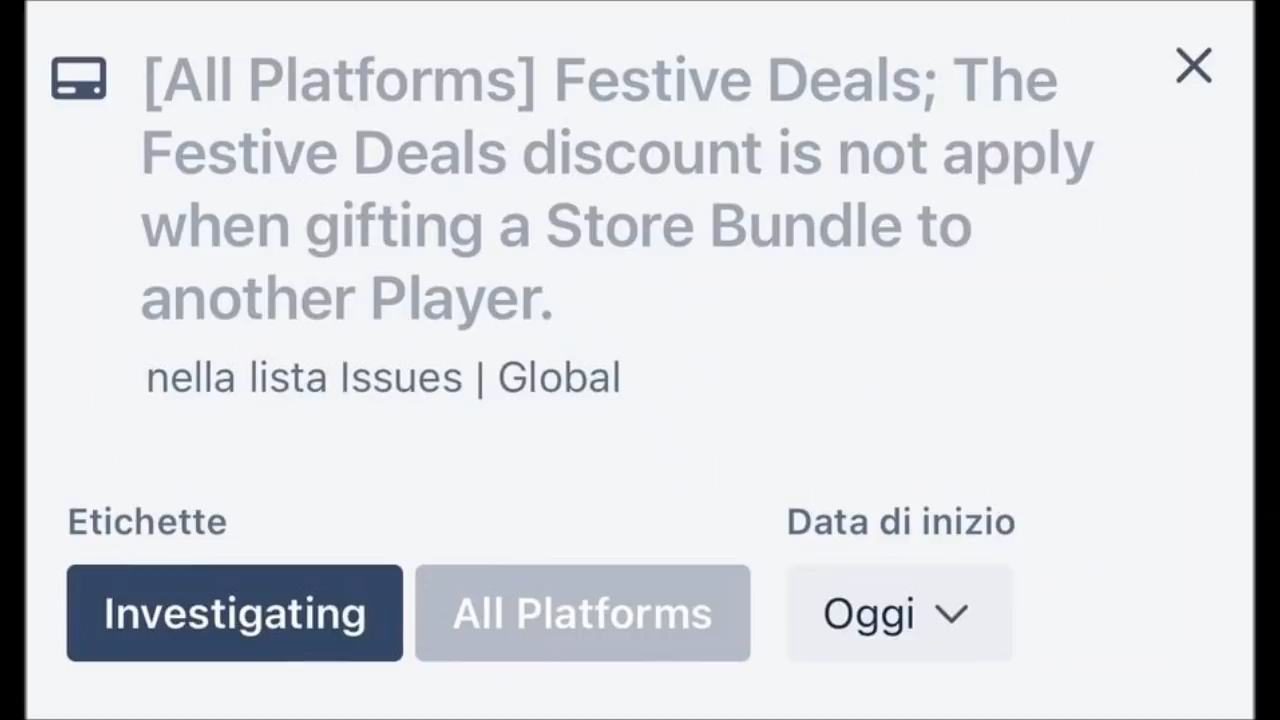 [All Platforms] Festive Deals; The
Festive Deals discount is not apply
when gifting a Store Bundle to
another Player.
nella lista Issues | Global
Etichette
Data di inizio
Investigating
All Platforms
Oggi